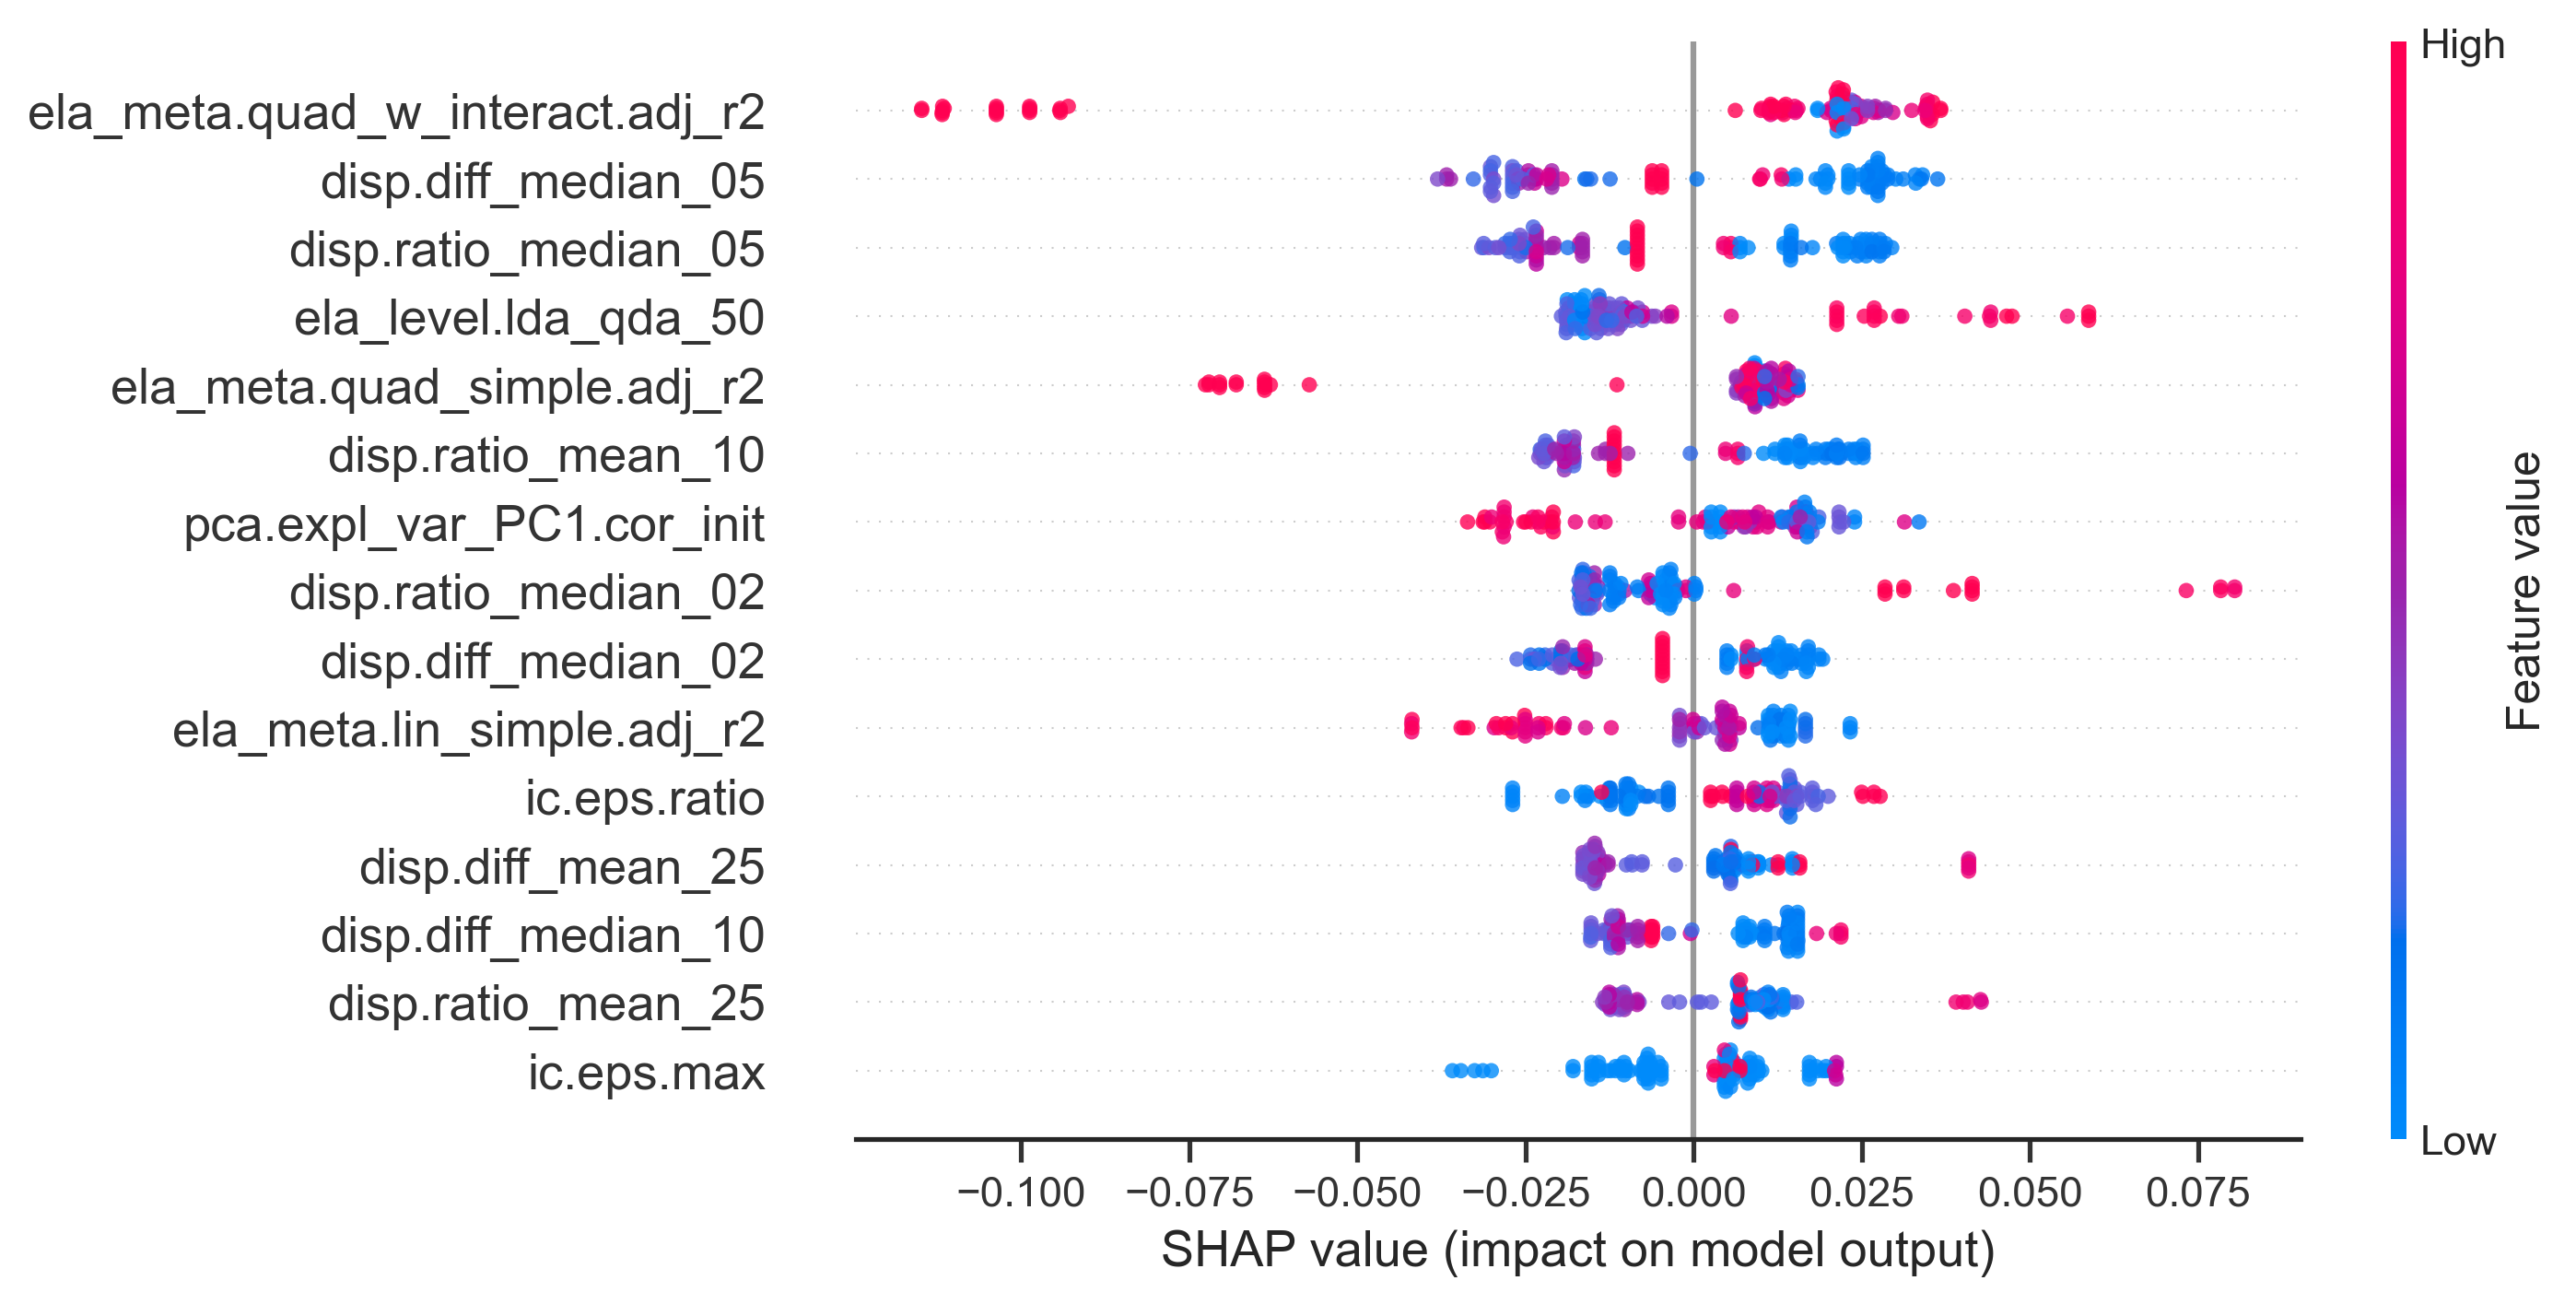 High
ela_meta.quad_w_interact.adj_r2
disp.diff_median_05
disp.ratio_median_05
ela_level.lda_qda_50
ela_meta.quad_simple.adj_r2
disp.ratio_mean_10
pca.expl_var_PC1.cor_init
disp.ratio_median_02
disp.diff_median_02
ela_meta.lin_simple.adj_r2
ic.eps.ratio
disp.diff_mean_25
disp.diff_median_10
disp.ratio_mean_25
ic.eps.max
Feature value
Low
−0.100 −0.075 −0.050 −0.025 0.000 0.025 0.050 0.075
SHAP value (impact on model output)